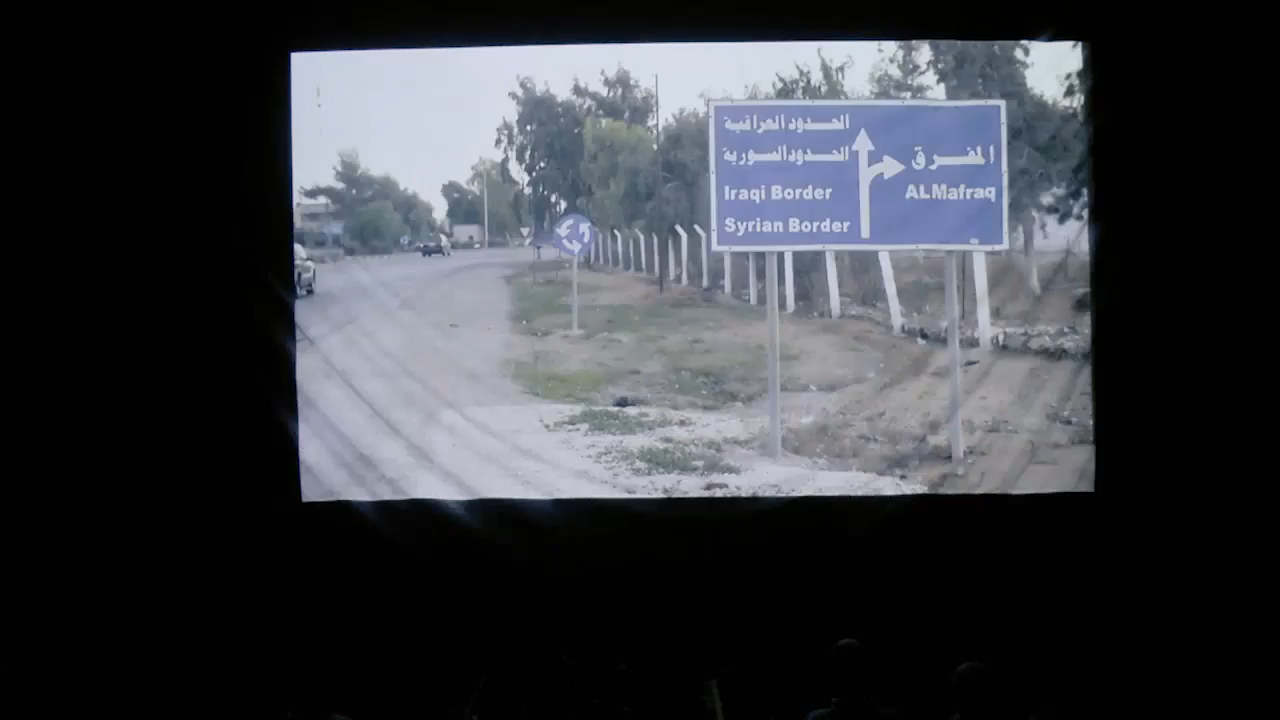 الحدود العراقية
الحدود السورية
Iraqi Border
Syrian Border
المفرق
ALMafraq